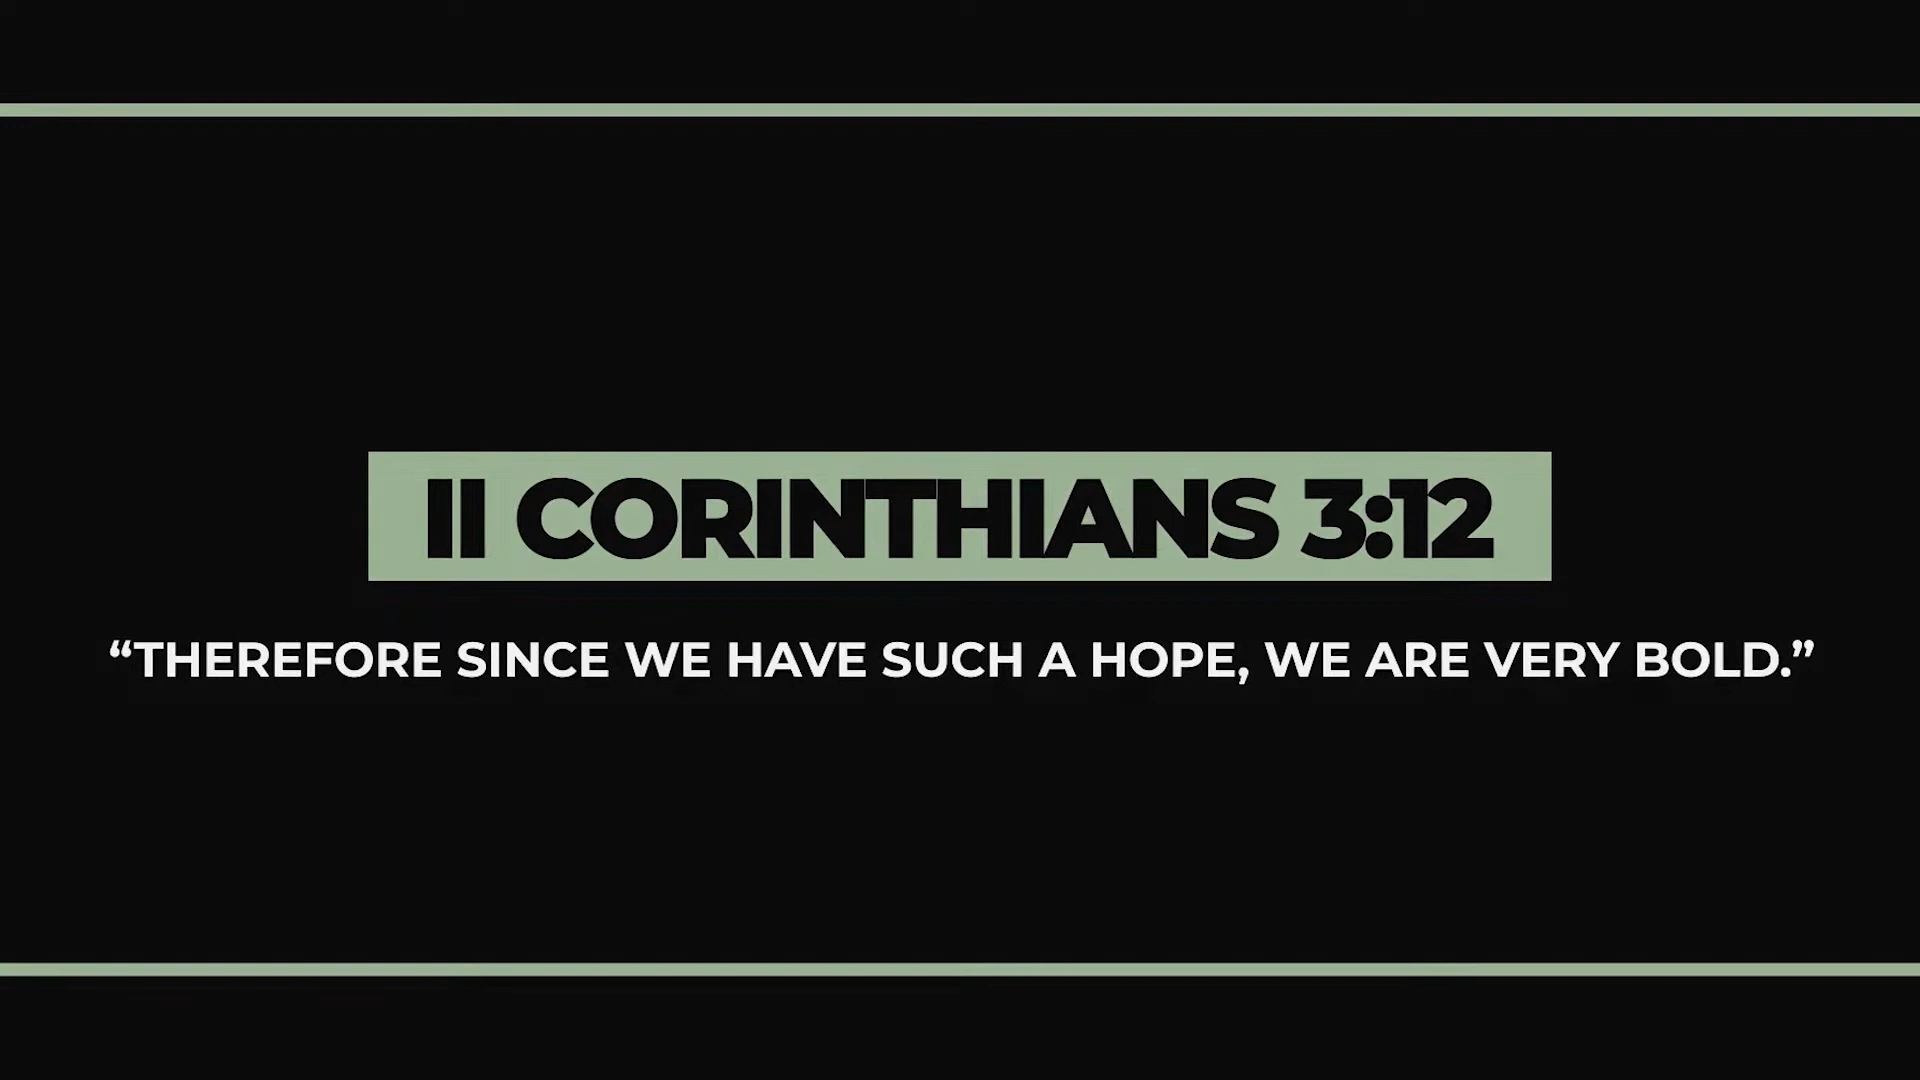 II CORINTHIANS 3:12
“THEREFORE SINCE WE HAVE SUCH A HOPE, WE ARE VERY BOLD.”